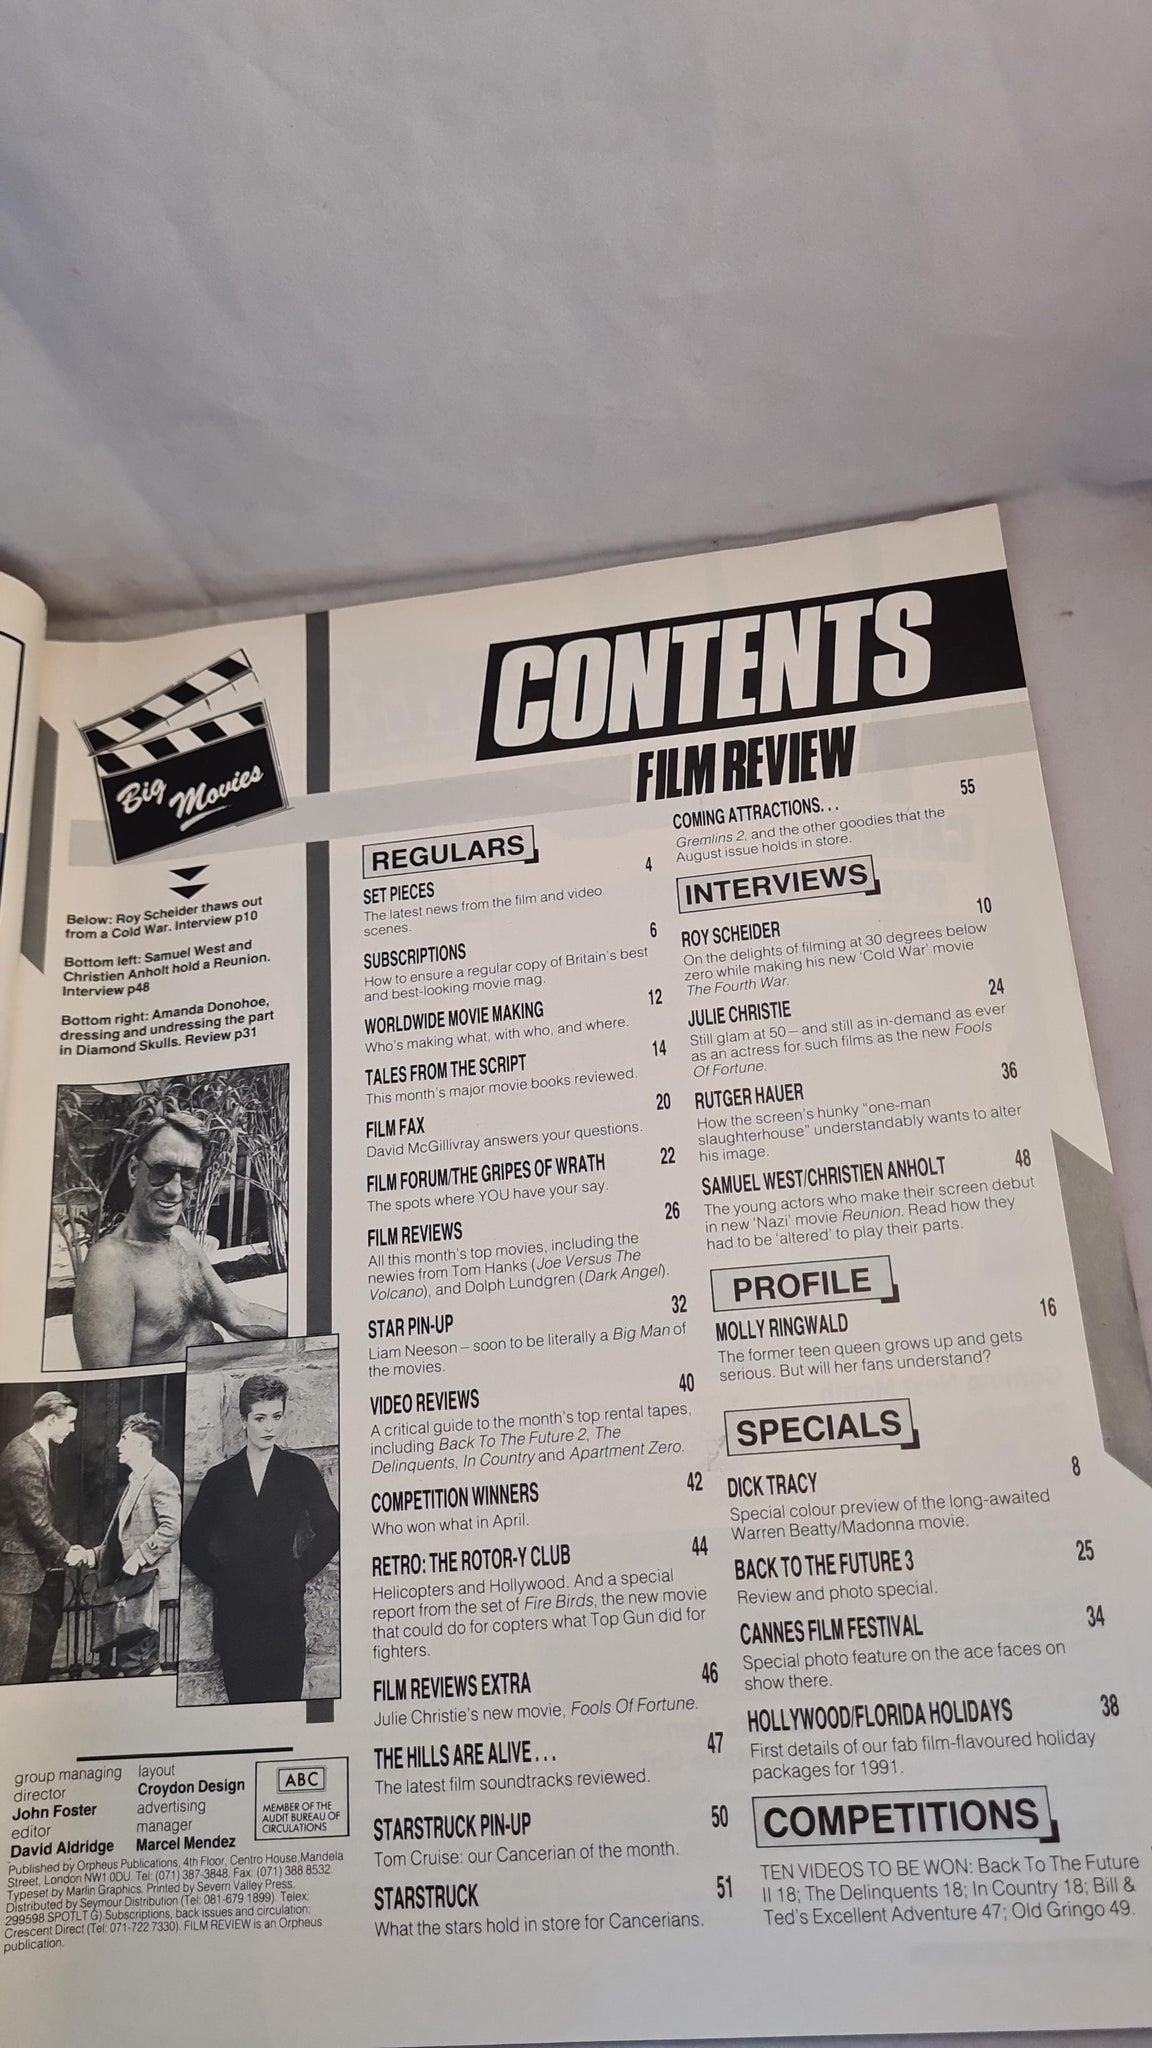 CONTENTS
FILM REVIEW
Big Movies
Below: Roy Scheider thaws out
from a Cold War. Interview p10
Bottom left: Samuel West and
Christien Anholt hold a Reunion.
Interview p48
Bottom right: Amanda Donohoe,
dressing and undressing the part
in Diamond Skulls. Review p31
group managing
director
John Foster
editor
David Aldridge
layout
Croydon Design
advertising
manager
Marcel Mendez
ABC
MEMBER OF THE
AUDIT BUREAU OF
CIRCULATIONS
Published by Orpheus Publications, 4th Floor, Centro House, Mandela
Street, London NW1 0DU. Tel: (071) 387-3848. Fax: (071) 388 8532.
Typeset by Marlin Graphics. Printed by Severn Valley Press.
Distributed by Seymour Distribution (Tel: 081-679 1899). Telex:
299598 SPOTLT G) Subscriptions, back issues and circulation:
Crescent Direct (Tel: 071-722 7330). FILM REVIEW is an Orpheus
publication.
REGULARS
SET PIECES 4
The latest news from the film and video
scenes.
SUBSCRIPTIONS 6
How to ensure a regular copy of Britain's best
and best-looking movie mag.
WORLDWIDE MOVIE MAKING 12
Who's making what, with who, and where.
TALES FROM THE SCRIPT 14
This month's major movie books reviewed.
FILM FAX 20
David McGillivray answers your questions.
FILM FORUM/THE GRIPES OF WRATH 22
The spots where YOU have your say.
FILM REVIEWS 26
All this month's top movies, including the
newies from Tom Hanks (Joe Versus The
Volcano), and Dolph Lundgren (Dark Angel).
STAR PIN-UP 32
Liam Neeson – soon to be literally a Big Man of
the movies.
VIDEO REVIEWS 40
A critical guide to the month's top rental tapes,
including Back To The Future 2, The
Delinquents, In Country and Apartment Zero.
COMPETITION WINNERS 42
Who won what in April.
RETRO: THE ROTOR-Y CLUB 44
Helicopters and Hollywood. And a special
report from the set of Fire Birds, the new movie
that could do for copters what Top Gun did for
fighters.
FILM REVIEWS EXTRA 46
Julie Christie's new movie, Fools Of Fortune.
THE HILLS ARE ALIVE . . . 47
The latest film soundtracks reviewed.
STARSTRUCK PIN-UP 50
Tom Cruise: our Cancerian of the month.
STARSTRUCK 51
What the stars hold in store for Cancerians.
COMING ATTRACTIONS. . . 55
Gremlins 2, and the other goodies that the
August issue holds in store.
INTERVIEWS
ROY SCHEIDER 10
On the delights of filming at 30 degrees below
zero while making his new 'Cold War' movie
The Fourth War.
JULIE CHRISTIE 24
Still glam at 50 – and still as in-demand as ever
as an actress for such films as the new Fools
Of Fortune.
RUTGER HAUER 36
How the screen's hunky "one-man
slaughterhouse" understandably wants to alter
his image.
SAMUEL WEST/CHRISTIEN ANHOLT 48
The young actors who make their screen debut
in new 'Nazi' movie Reunion. Read how they
had to be 'altered' to play their parts.
PROFILE
MOLLY RINGWALD 16
The former teen queen grows up and gets
serious. But will her fans understand?
SPECIALS
DICK TRACY 8
Special colour preview of the long-awaited
Warren Beatty/Madonna movie.
BACK TO THE FUTURE 3 25
Review and photo special.
CANNES FILM FESTIVAL 34
Special photo feature on the ace faces on
show there.
HOLLYWOOD/FLORIDA HOLIDAYS 38
First details of our fab film-flavoured holiday
packages for 1991.
COMPETITIONS
TEN VIDEOS TO BE WON: Back To The Future
II 18; The Delinquents 18; In Country 18; Bill &
Ted's Excellent Adventure 47; Old Gringo 49.